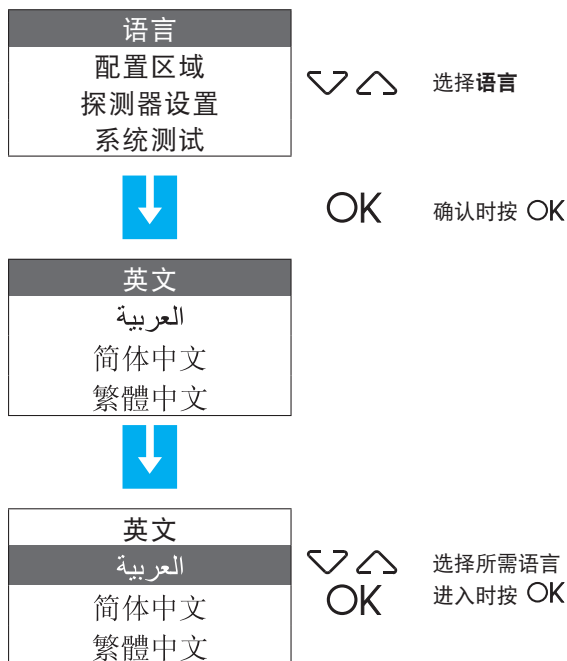 语言
配置区域
探测器设置
系统测试
选择语言
OK 确认时按 OK
英文
العربية
简体中文
繁體中文
英文
العربية
简体中文
繁體中文
选择所需语言
OK 进入时按 OK